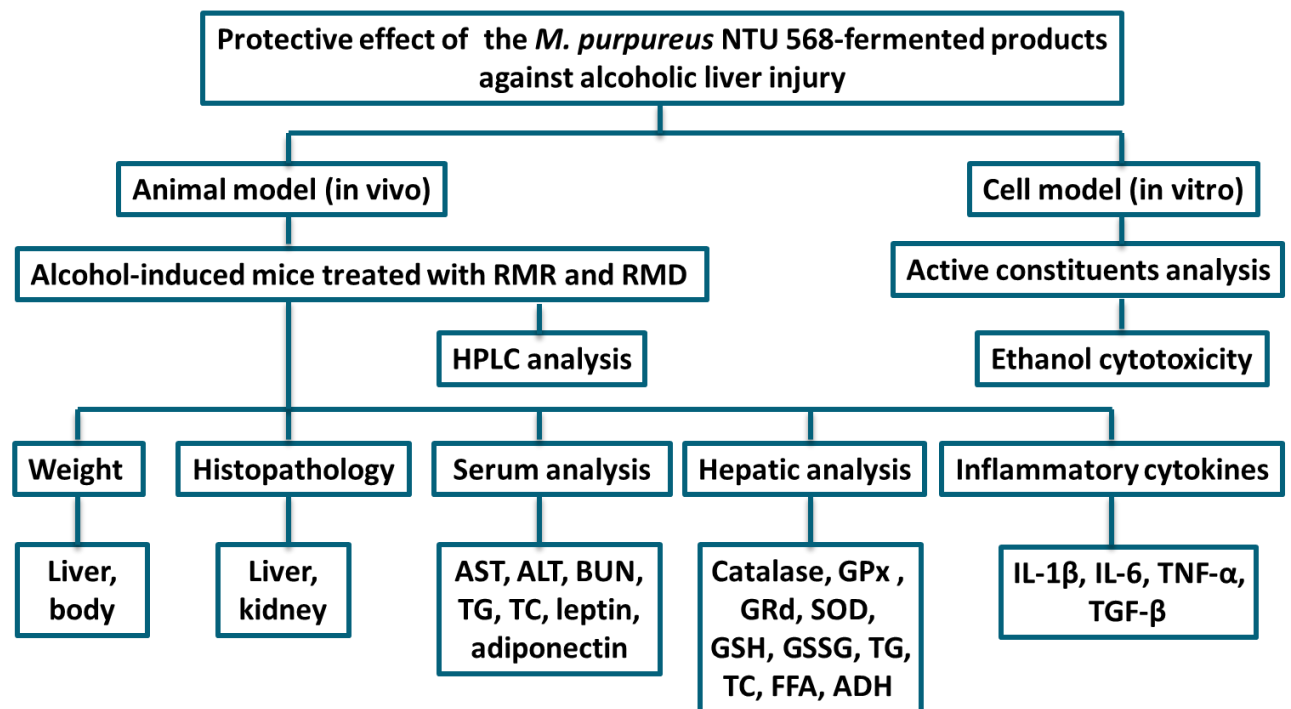 Protective effect of the M. purpureus NTU 568-fermented products
against alcoholic liver injury
Animal model (in vivo)
Cell model (in vitro)
Alcohol-induced mice treated with RMR and RMD
Active constituents analysis
HPLC analysis
Ethanol cytotoxicity
Weight
Histopathology
Serum analysis
Hepatic analysis
Inflammatory cytokines
Liver,
body
Liver,
kidney
AST, ALT, BUN,
TG, TC, leptin,
adiponectin
Catalase, GPx ,
GRd, SOD,
GSH, GSSG, TG,
TC, FFA, ADH
IL-1β, IL-6, TNF-α,
TGF-β